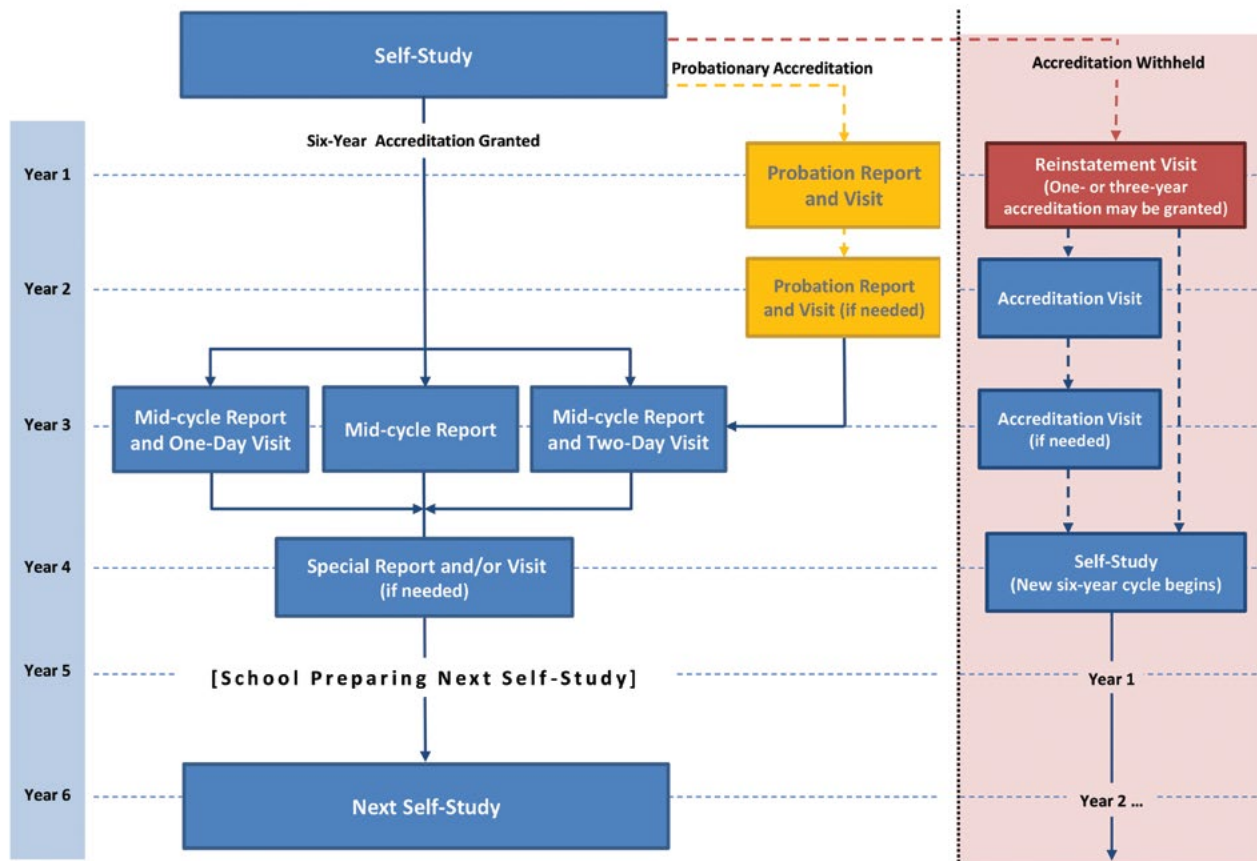 Self-Study
Probationary Accreditation
Accreditation Withheld
Six-Year Accreditation Granted
Year 1
Probation Report
and Visit
Reinstatement Visit
(One- or three-year
accreditation may be granted)
Year 2
Probation Report
and Visit (if needed)
Accreditation Visit
Year 3
Mid-cycle Report
and One-Day Visit
Mid-cycle Report
Mid-cycle Report
and Two-Day Visit
Accreditation Visit
(if needed)
Year 4
Special Report and/or Visit
(if needed)
Self-Study
(New six-year cycle begins)
Year 5
[School Preparing Next Self-Study]
Year 1
Year 6
Next Self-Study
Year 2 ...